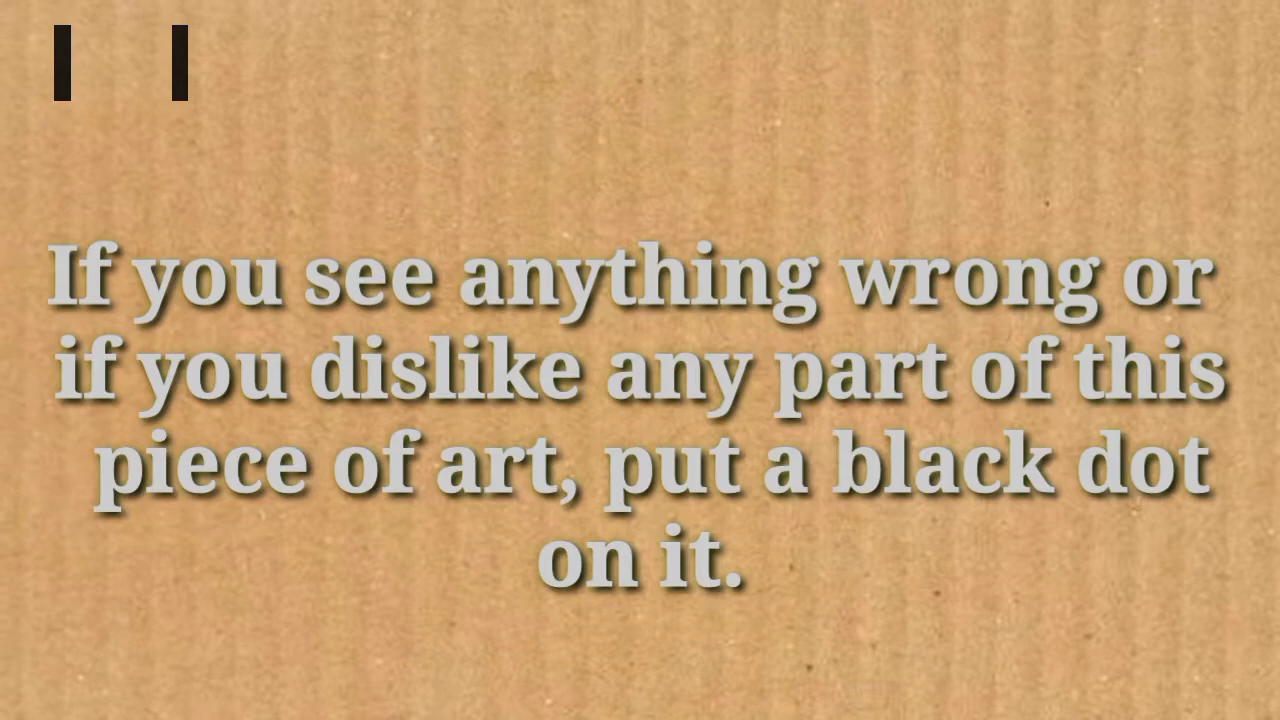 If you see anything wrong or
if you dislike any part of this
piece of art, put a black dot
on it.